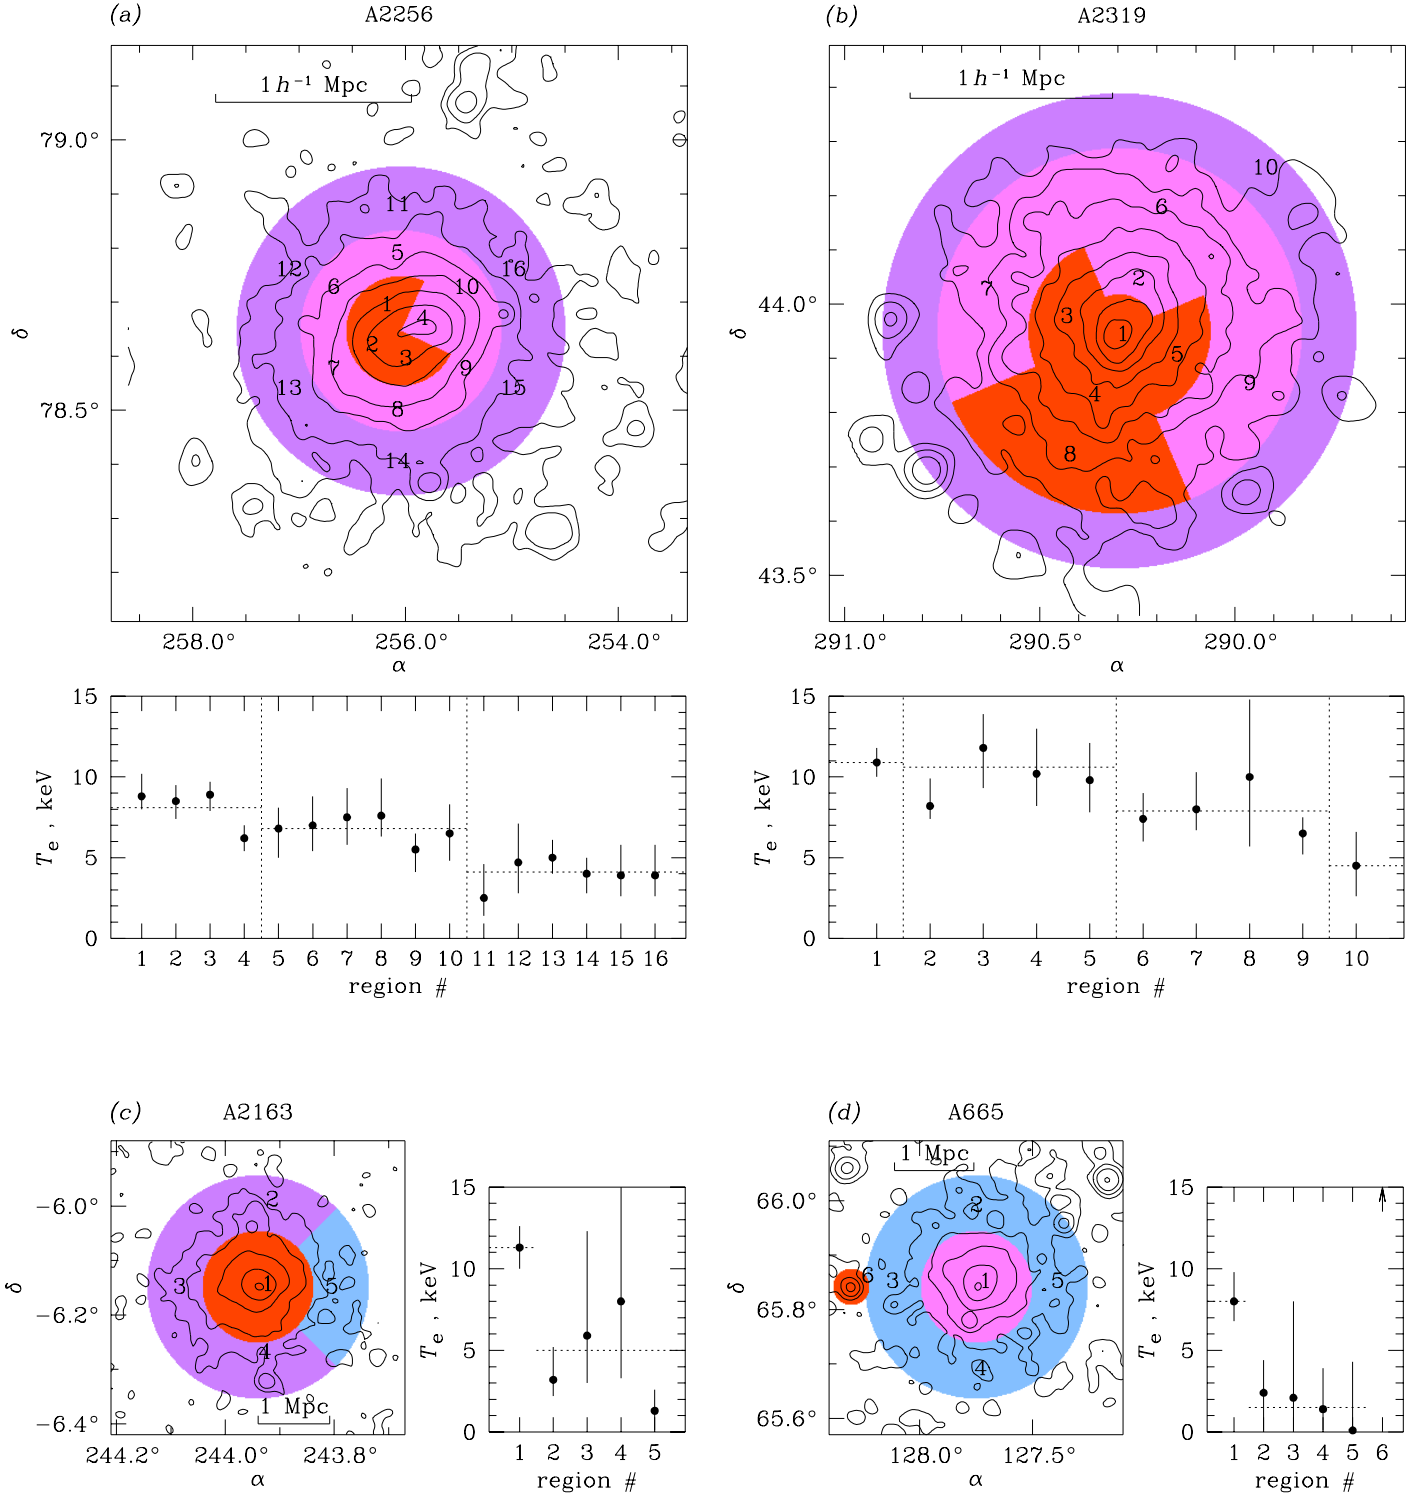 (a) A2256
1h⁻¹ Mpc
79.0°
78.5°
δ
11
5
12
16
6
10
1
4
2
3
7
9
13
15
8
14
258.0° 256.0° 254.0°
α
15
10
5
0
Te , keV
1 2 3 4 5 6 7 8 9 10 11 12 13 14 15 16
region #
(b) A2319
1h⁻¹ Mpc
44.0°
43.5°
δ
10
6
2
7
3
1
5
9
4
8
291.0° 290.5° 290.0°
α
15
10
5
0
Te , keV
1 2 3 4 5 6 7 8 9 10
region #
(c) A2163
−6.0°
−6.2°
−6.4°
δ
2
3
1
5
4
1 Mpc
244.2° 244.0° 243.8°
α
15
10
5
0
Te , keV
1 2 3 4 5
region #
(d) A665
1 Mpc
66.0°
65.8°
65.6°
δ
2
6
3
1
5
4
128.0° 127.5°
α
15
10
5
0
Te , keV
1 2 3 4 5 6
region #